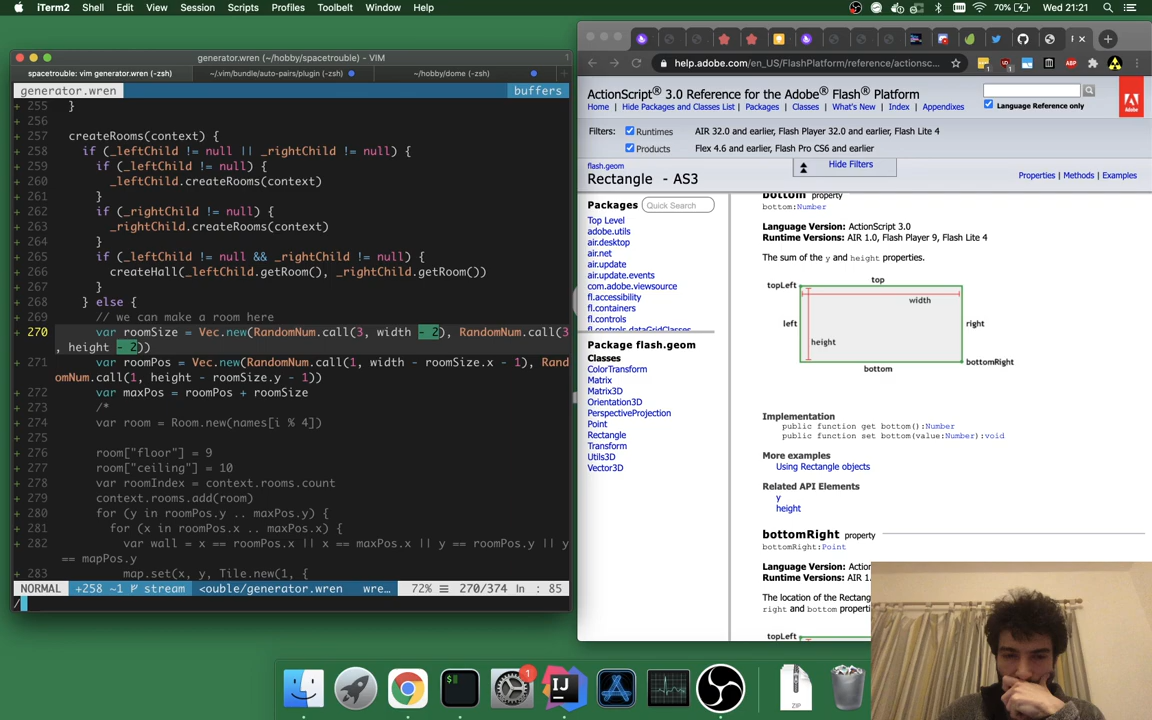 iTerm2 Shell Edit View Session Scripts Profiles Toolbelt Window Help
70% Wed 21:21
generator.wren (~/hobby/spacetrouble) - VIM
spacetrouble: vim generator.wren (-zsh) ~/.vim/bundle/auto-pairs/plugin (-zsh) ~/hobby/dome (-zsh)
generator.wren buffers
+ 255 }
+ 256
+ 257 createRooms(context) {
+ 258 if (_leftChild != null || _rightChild != null) {
+ 259 if (_leftChild != null) {
+ 260 _leftChild.createRooms(context)
+ 261 }
+ 262 if (_rightChild != null) {
+ 263 _rightChild.createRooms(context)
+ 264 }
+ 265 if (_leftChild != null && _rightChild != null) {
+ 266 createHall(_leftChild.getRoom(), _rightChild.getRoom())
+ 267 }
+ 268 } else {
+ 269 // we can make a room here
+ 270 var roomSize = Vec.new(RandomNum.call(3, width - 2), RandomNum.call(3
, height - 2))
+ 271 var roomPos = Vec.new(RandomNum.call(1, width - roomSize.x - 1), Rand
omNum.call(1, height - roomSize.y - 1))
+ 272 var maxPos = roomPos + roomSize
+ 273 /*
+ 274 var room = Room.new(names[i % 4])
+ 275
+ 276 room["floor"] = 9
+ 277 room["ceiling"] = 10
+ 278 var roomIndex = context.rooms.count
+ 279 context.rooms.add(room)
+ 280 for (y in roomPos.y .. maxPos.y) {
+ 281 for (x in roomPos.x .. maxPos.x) {
+ 282 var wall = x == roomPos.x || x == maxPos.x || y == roomPos.y || y
== mapPos.y
+ 283 map.set(x, y, Tile.new(1, {
NORMAL +258 ~1 stream <ouble/generator.wren wre… 72% 270/374 ln : 85
/
help.adobe.com/en_US/FlashPlatform/reference/actionsc...
ActionScript® 3.0 Reference for the Adobe® Flash® Platform
Home | Hide Packages and Classes List | Packages | Classes | What's New | Index | Appendixes
Language Reference only
Adobe
Filters: Runtimes AIR 32.0 and earlier, Flash Player 32.0 and earlier, Flash Lite 4
Products Flex 4.6 and earlier, Flash Pro CS6 and earlier
Hide Filters
flash.geom
Rectangle - AS3
Properties | Methods | Examples
Packages Quick Search
Top Level
adobe.utils
air.desktop
air.net
air.update
air.update.events
com.adobe.viewsource
fl.accessibility
fl.containers
fl.controls
fl.controls.dataGridClasses
Package flash.geom
Classes
ColorTransform
Matrix
Matrix3D
Orientation3D
PerspectiveProjection
Point
Rectangle
Transform
Utils3D
Vector3D
bottom property
bottom:Number
Language Version: ActionScript 3.0
Runtime Versions: AIR 1.0, Flash Player 9, Flash Lite 4
The sum of the y and height properties.
top
topLeft
width
left
right
height
bottomRight
bottom
Implementation
public function get bottom():Number
public function set bottom(value:Number):void
More examples
Using Rectangle objects
Related API Elements
y
height
bottomRight property
bottomRight:Point
Language Version: Actio
Runtime Versions: AIR 1
The location of the Rectang
right and bottom properti
topLeft
1
ZIP